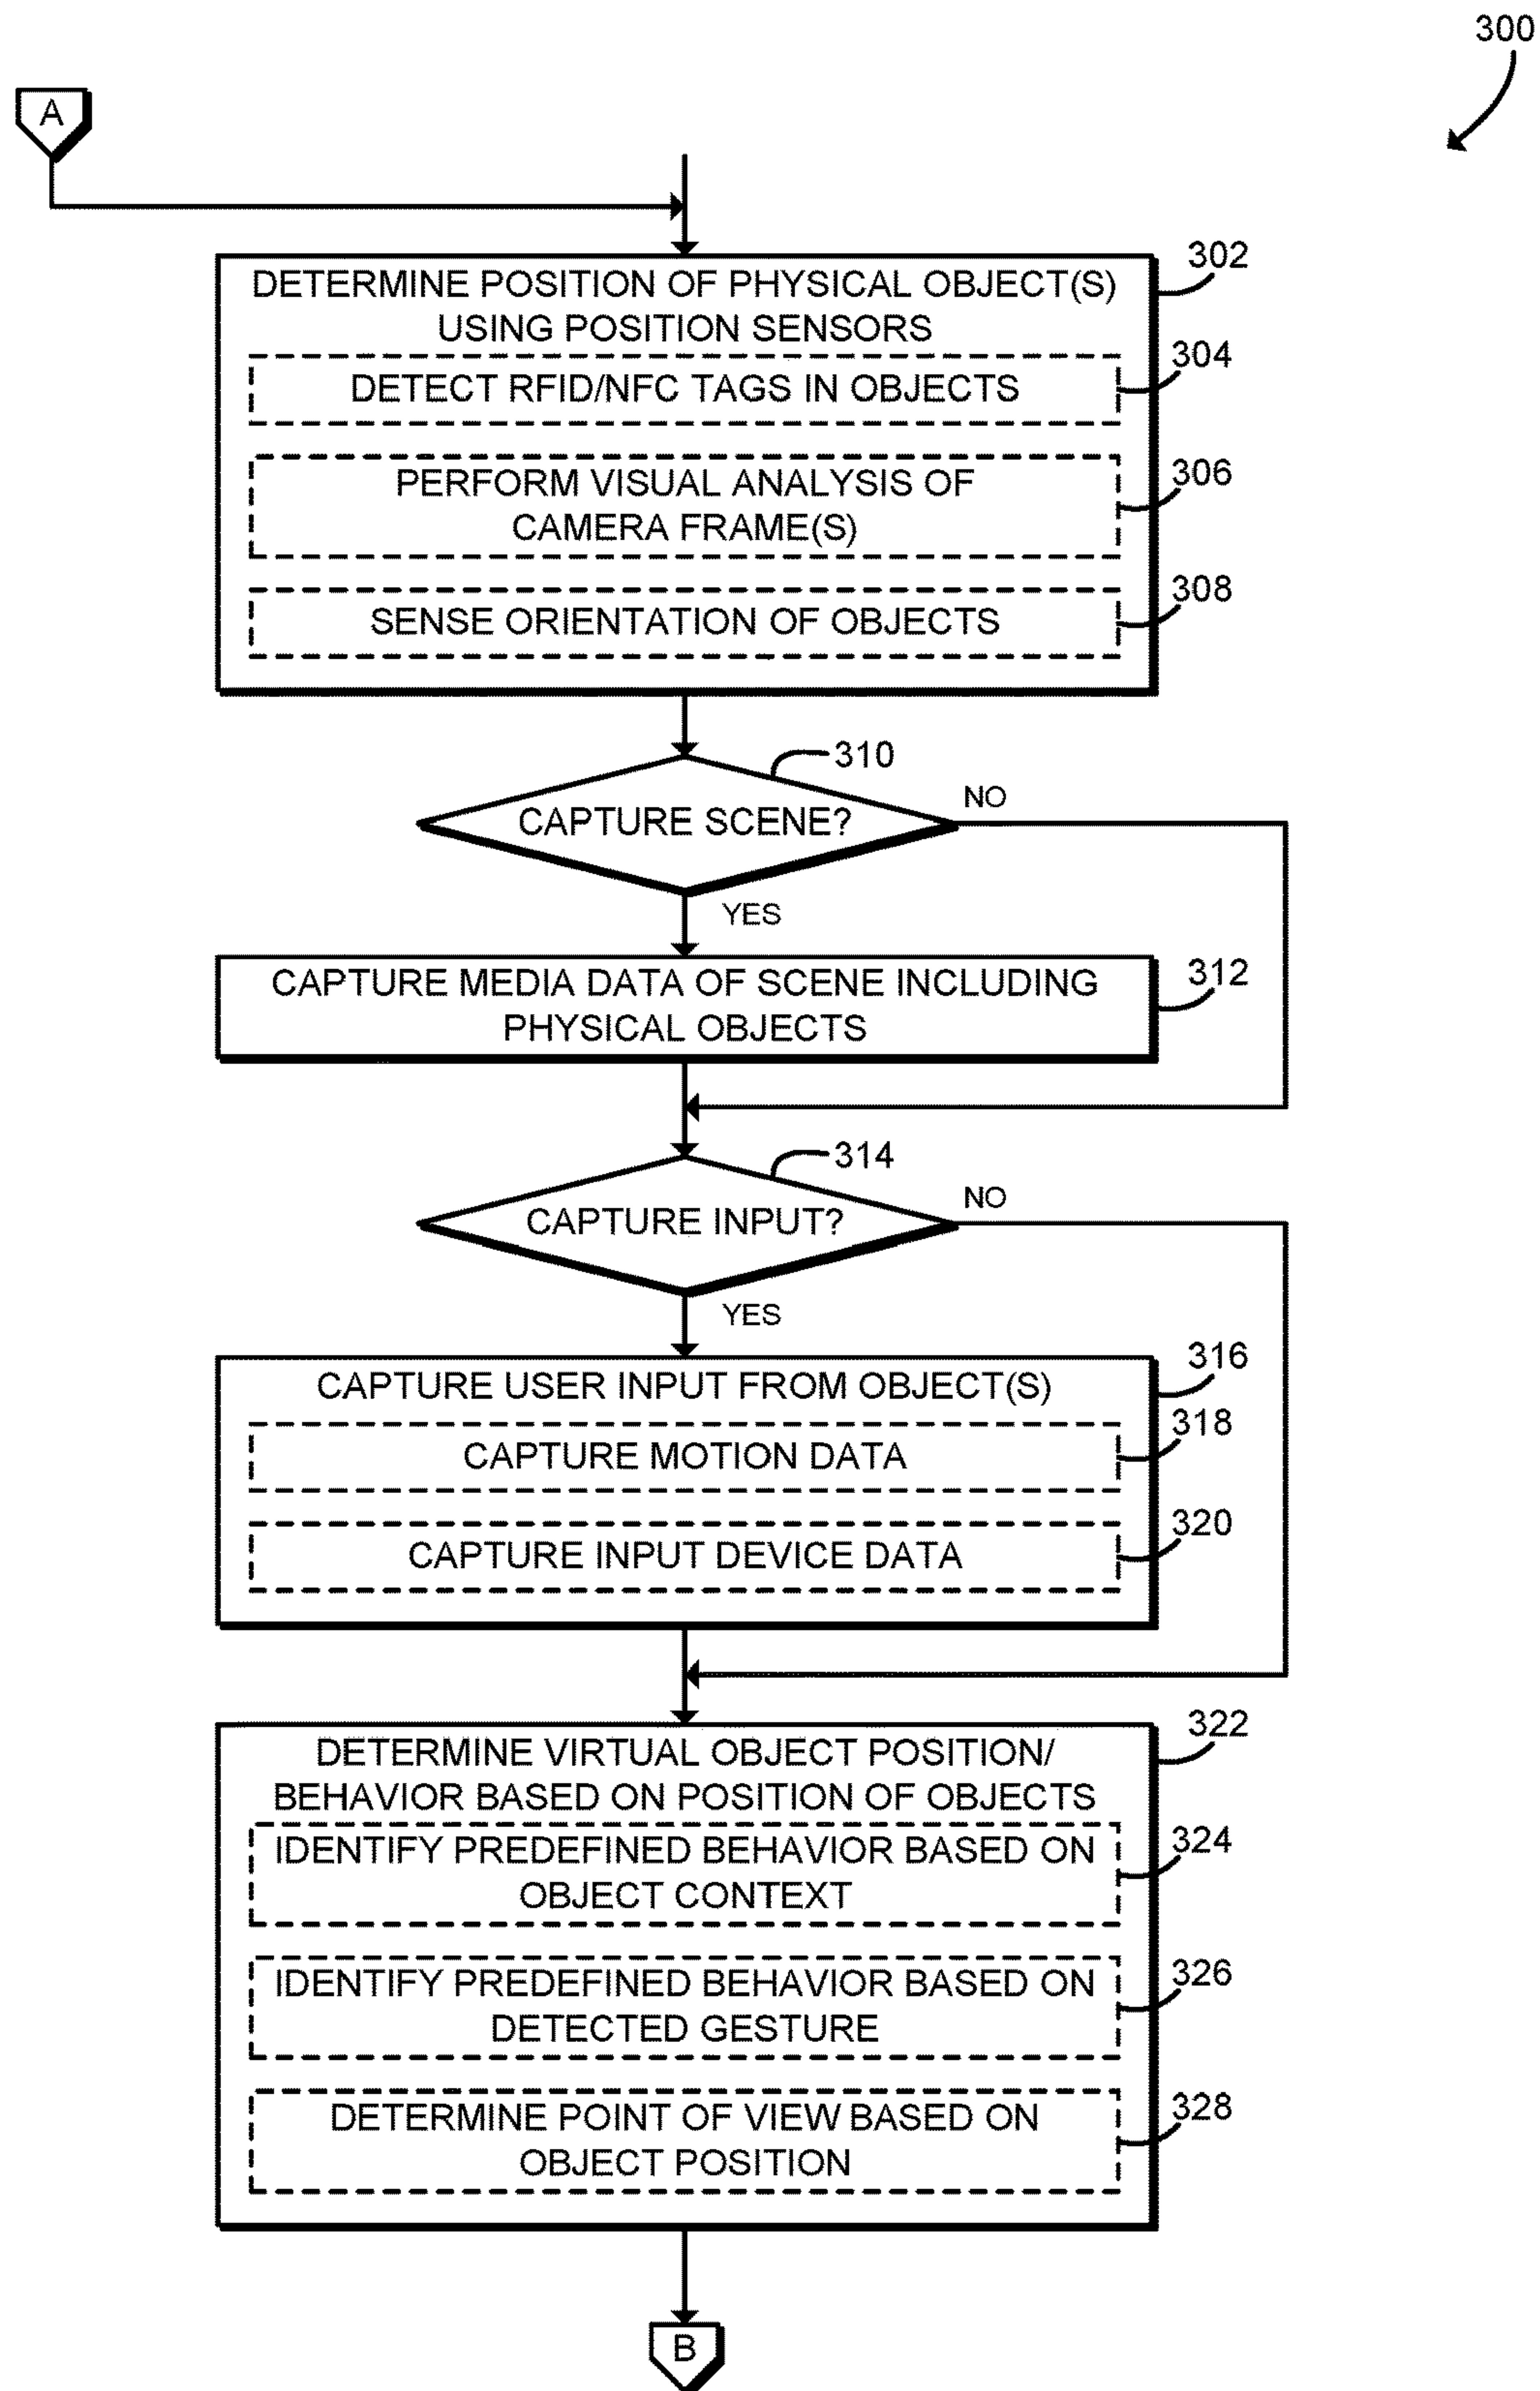 300
A
302
DETERMINE POSITION OF PHYSICAL OBJECT(S)
USING POSITION SENSORS
304
DETECT RFID/NFC TAGS IN OBJECTS
306
PERFORM VISUAL ANALYSIS OF
CAMERA FRAME(S)
308
SENSE ORIENTATION OF OBJECTS
310
CAPTURE SCENE?
NO
YES
312
CAPTURE MEDIA DATA OF SCENE INCLUDING
PHYSICAL OBJECTS
314
CAPTURE INPUT?
NO
YES
316
CAPTURE USER INPUT FROM OBJECT(S)
318
CAPTURE MOTION DATA
320
CAPTURE INPUT DEVICE DATA
322
DETERMINE VIRTUAL OBJECT POSITION/
BEHAVIOR BASED ON POSITION OF OBJECTS
324
IDENTIFY PREDEFINED BEHAVIOR BASED ON
OBJECT CONTEXT
326
IDENTIFY PREDEFINED BEHAVIOR BASED ON
DETECTED GESTURE
328
DETERMINE POINT OF VIEW BASED ON
OBJECT POSITION
B